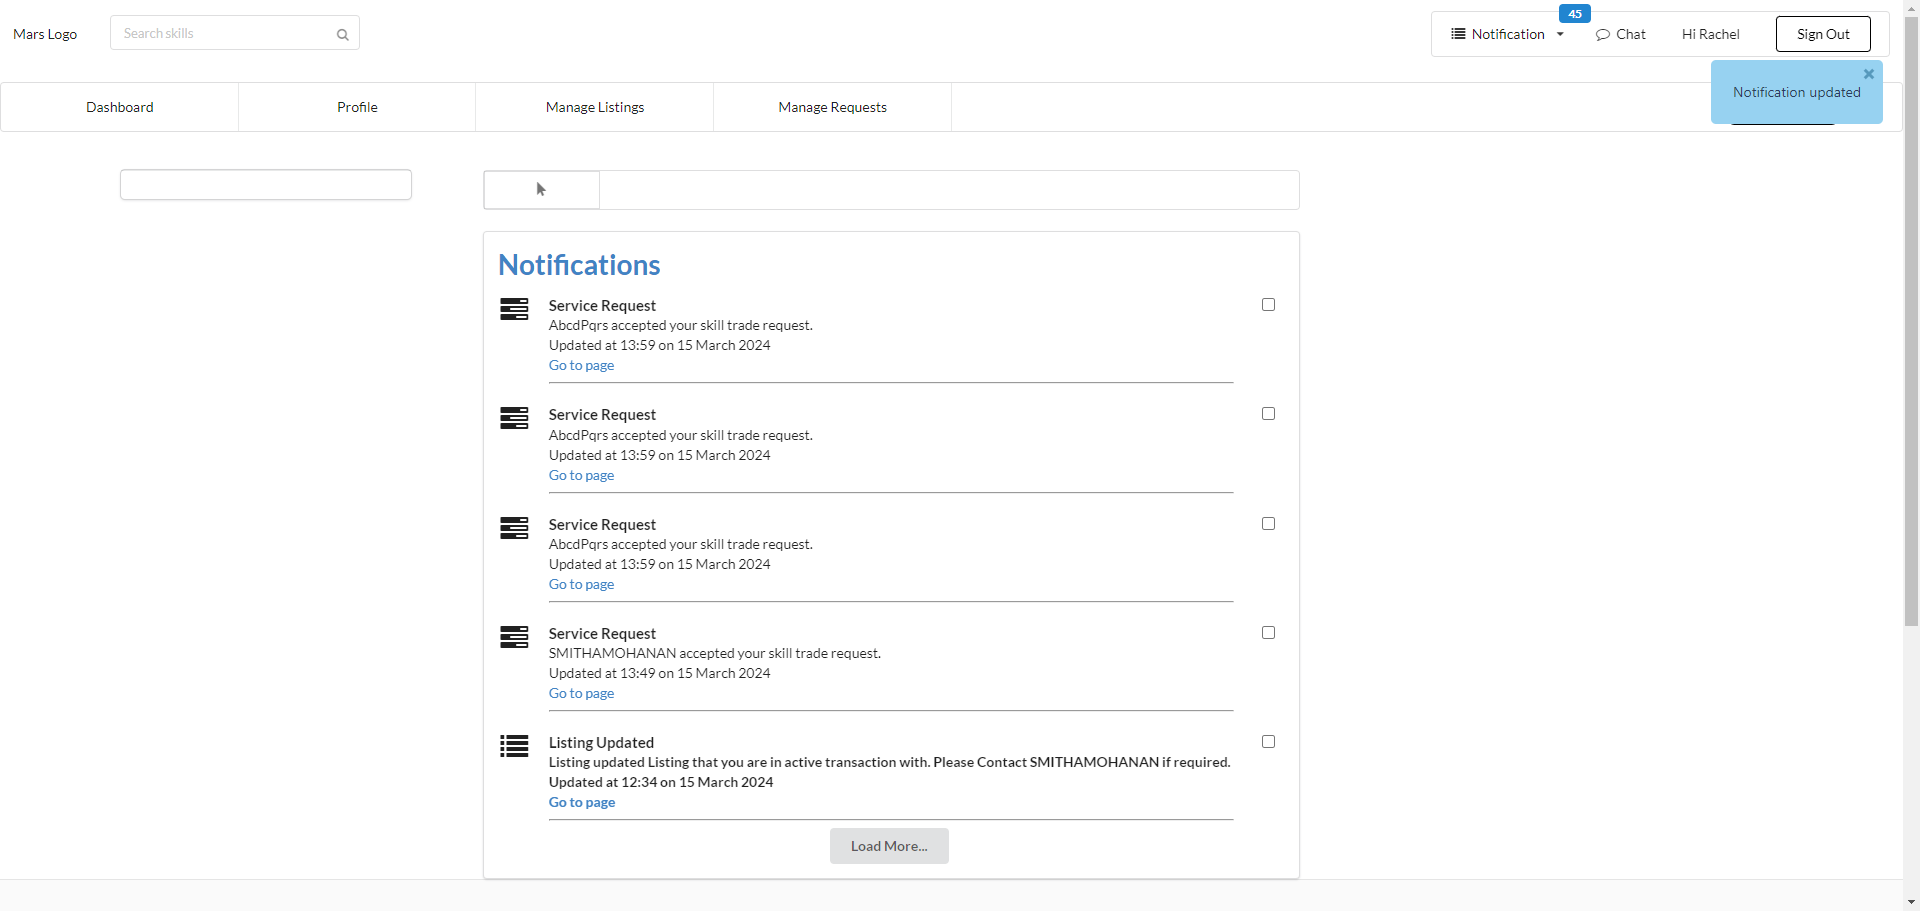 Mars Logo
Search skills
45
Notification
Chat
Hi Rachel
Sign Out
Notification updated
Dashboard
Profile
Manage Listings
Manage Requests
Notifications
Service Request
AbcdPqrs accepted your skill trade request.
Updated at 13:59 on 15 March 2024
Go to page
Service Request
AbcdPqrs accepted your skill trade request.
Updated at 13:59 on 15 March 2024
Go to page
Service Request
AbcdPqrs accepted your skill trade request.
Updated at 13:59 on 15 March 2024
Go to page
Service Request
SMITHAMOHANAN accepted your skill trade request.
Updated at 13:49 on 15 March 2024
Go to page
Listing Updated
Listing updated Listing that you are in active transaction with. Please Contact SMITHAMOHANAN if required.
Updated at 12:34 on 15 March 2024
Go to page
Load More...